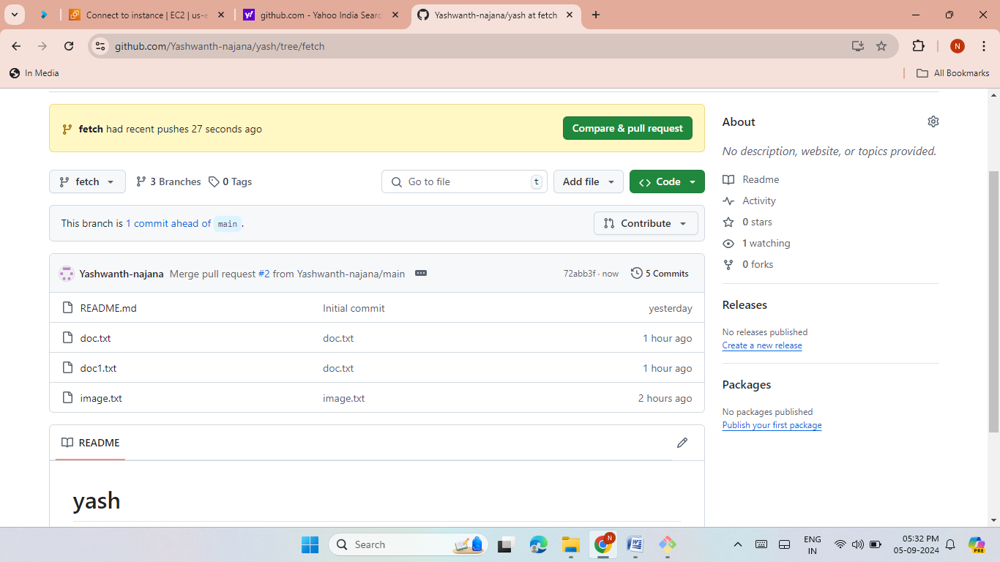 Connect to instance | EC2 | us-e
github.com - Yahoo India Searc
Yashwanth-najana/yash at fetch
github.com/Yashwanth-najana/yash/tree/fetch
N
In Media
All Bookmarks
fetch had recent pushes 27 seconds ago
Compare & pull request
About
No description, website, or topics provided.
fetch
3 Branches
0 Tags
Go to file
t
Add file
Code
Readme
Activity
This branch is 1 commit ahead of main .
Contribute
0 stars
1 watching
0 forks
Yashwanth-najana Merge pull request #2 from Yashwanth-najana/main
72abb3f · now
5 Commits
README.md Initial commit yesterday
doc.txt doc.txt 1 hour ago
doc1.txt doc.txt 1 hour ago
image.txt image.txt 2 hours ago
Releases
No releases published
Create a new release
Packages
No packages published
Publish your first package
README
yash
Search
N
ENG
IN
05:32 PM
05-09-2024
PRE